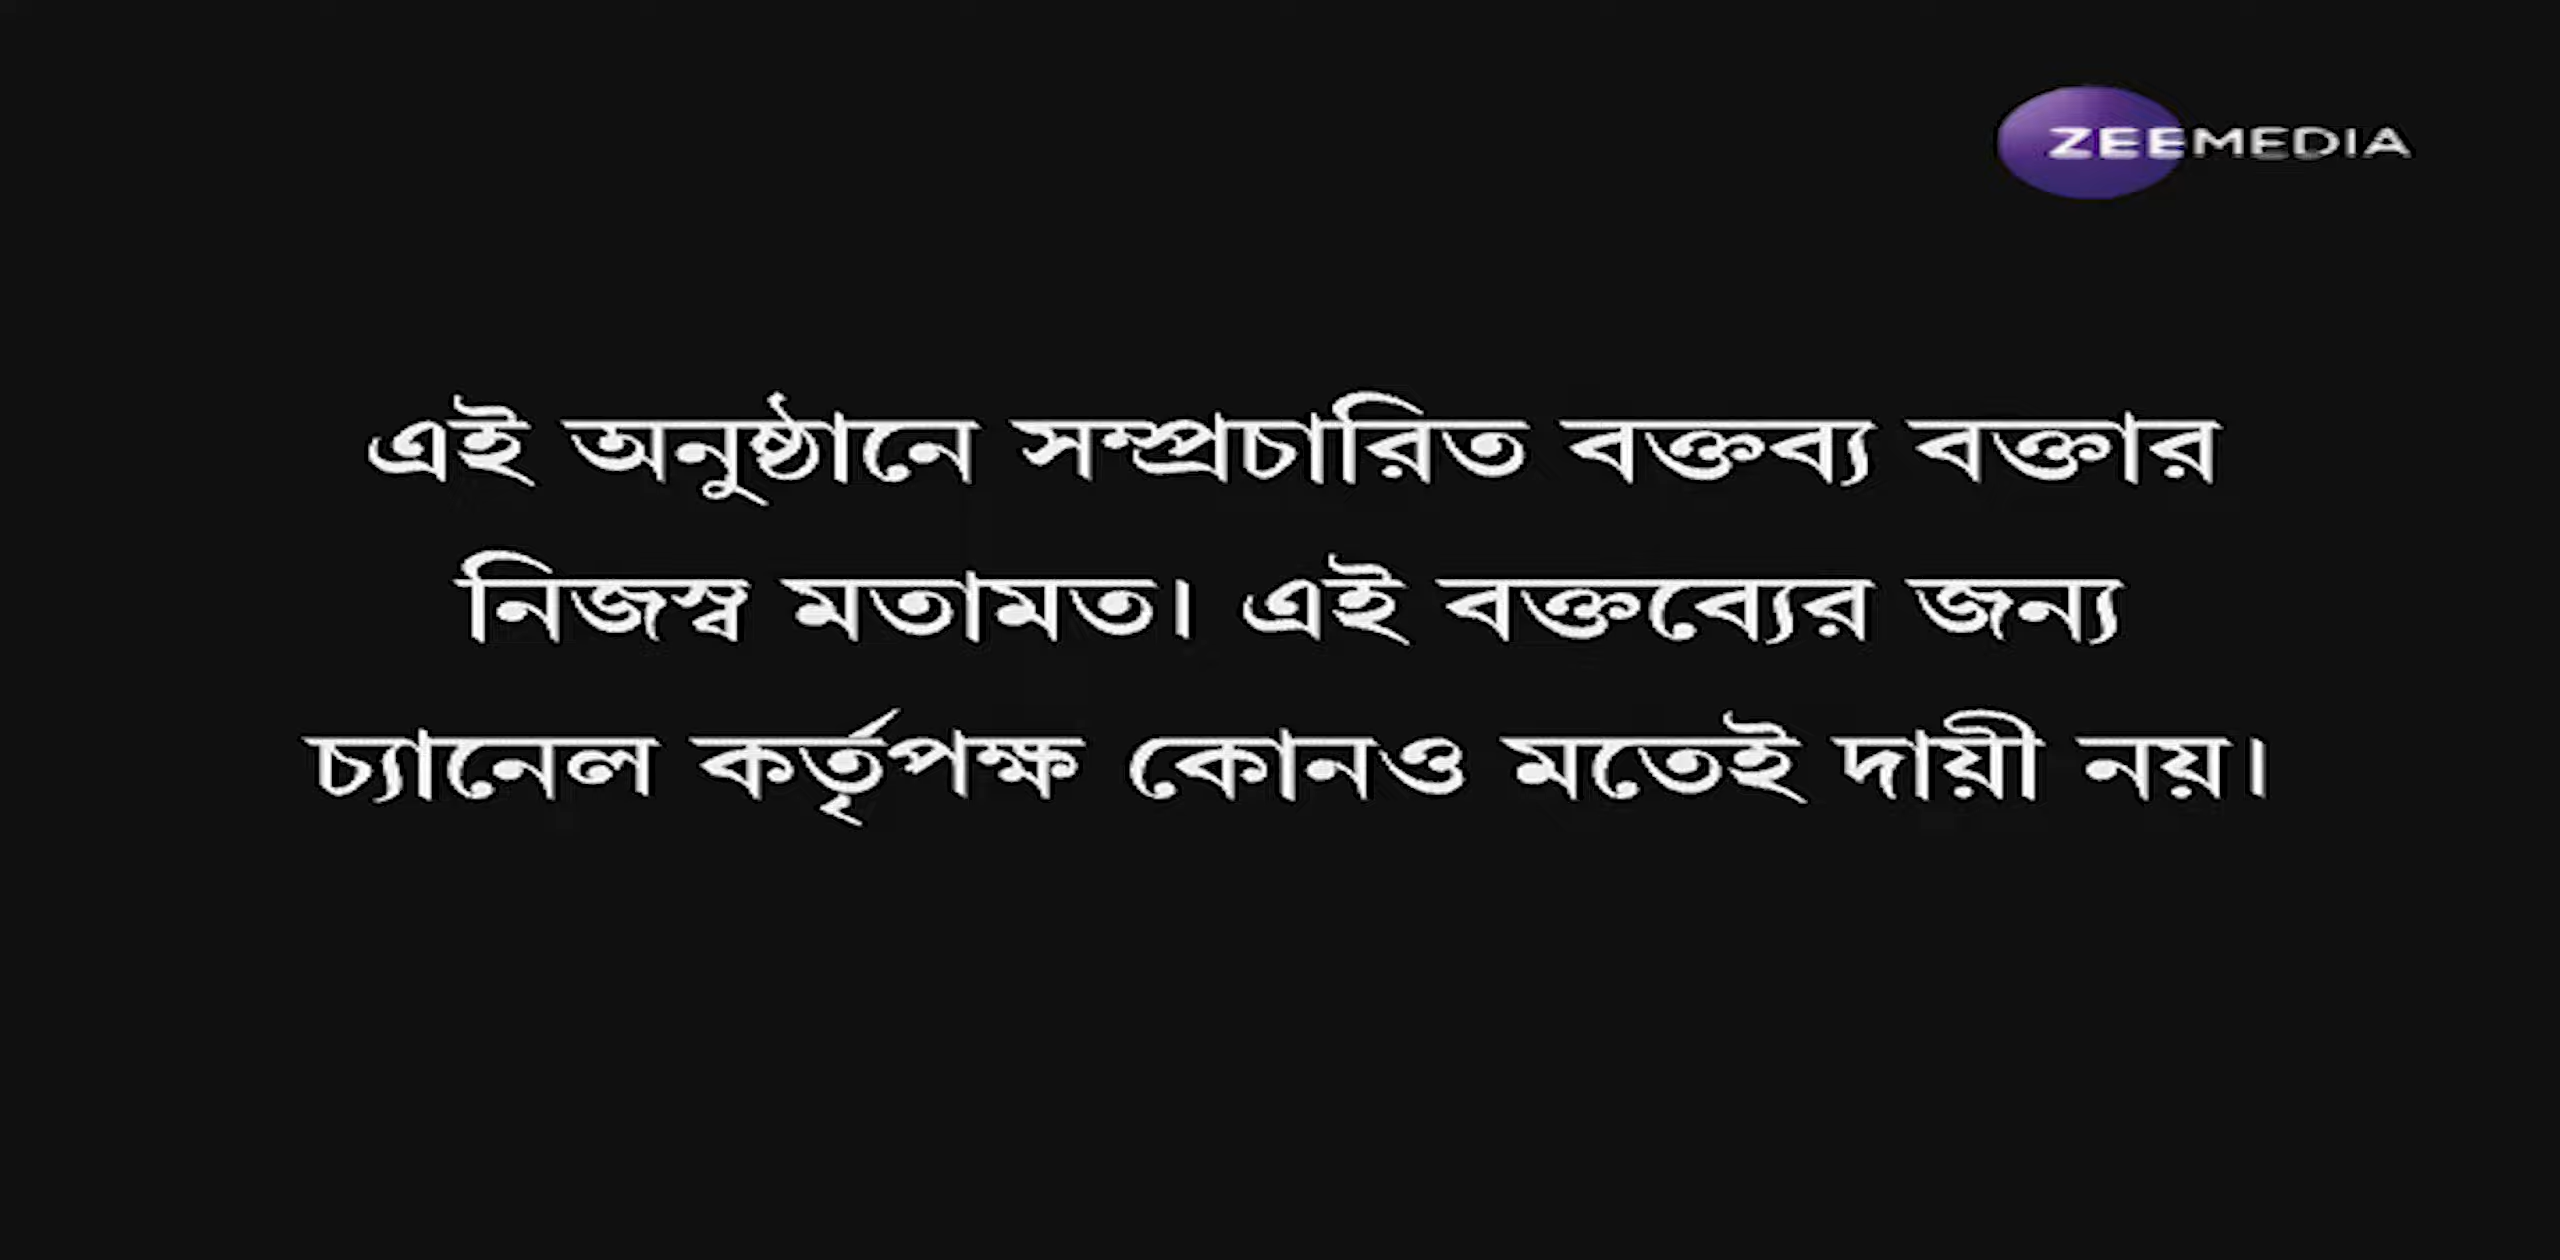 ZEEMEDIA
এই অনুষ্ঠানে সম্প্রচারিত বক্তব্য বক্তার
নিজস্ব মতামত। এই বক্তব্যের জন্য
চ্যানেল কর্তৃপক্ষ কোনও মতেই দায়ী নয়।